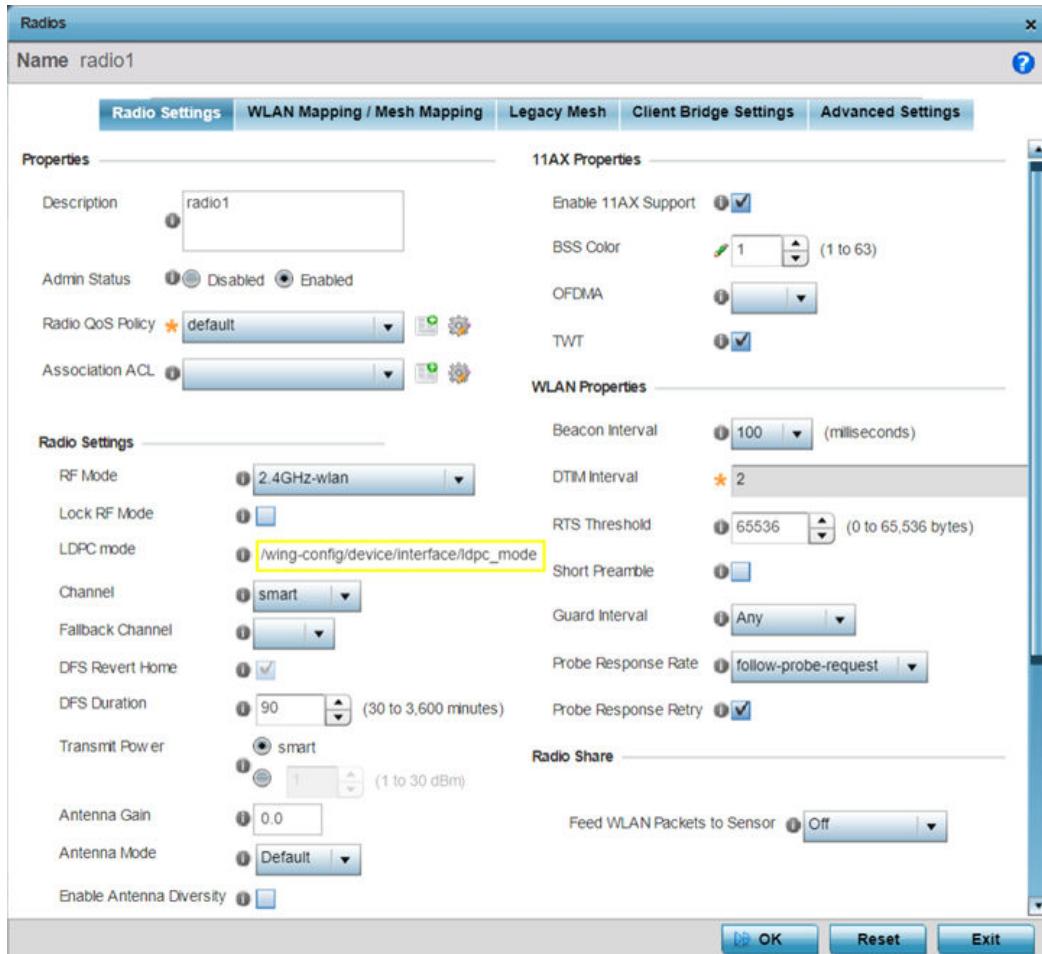 Radios
Name radio1
Radio Settings
WLAN Mapping / Mesh Mapping
Legacy Mesh
Client Bridge Settings
Advanced Settings
Properties
Description radio1
Admin Status Disabled Enabled
Radio QoS Policy default
Association ACL
Radio Settings
RF Mode 2.4GHz-wlan
Lock RF Mode
LDPC mode /wing-config/device/interface/ldpc_mode
Channel smart
Fallback Channel
DFS Revert Home
DFS Duration 90 (30 to 3,600 minutes)
Transmit Power smart
1 (1 to 30 dBm)
Antenna Gain 0.0
Antenna Mode Default
Enable Antenna Diversity
11AX Properties
Enable 11AX Support
BSS Color 1 (1 to 63)
OFDMA
TWT
WLAN Properties
Beacon Interval 100 (milliseconds)
DTIM Interval 2
RTS Threshold 65536 (0 to 65,536 bytes)
Short Preamble
Guard Interval Any
Probe Response Rate follow-probe-request
Probe Response Retry
Radio Share
Feed WLAN Packets to Sensor Off
OK
Reset
Exit